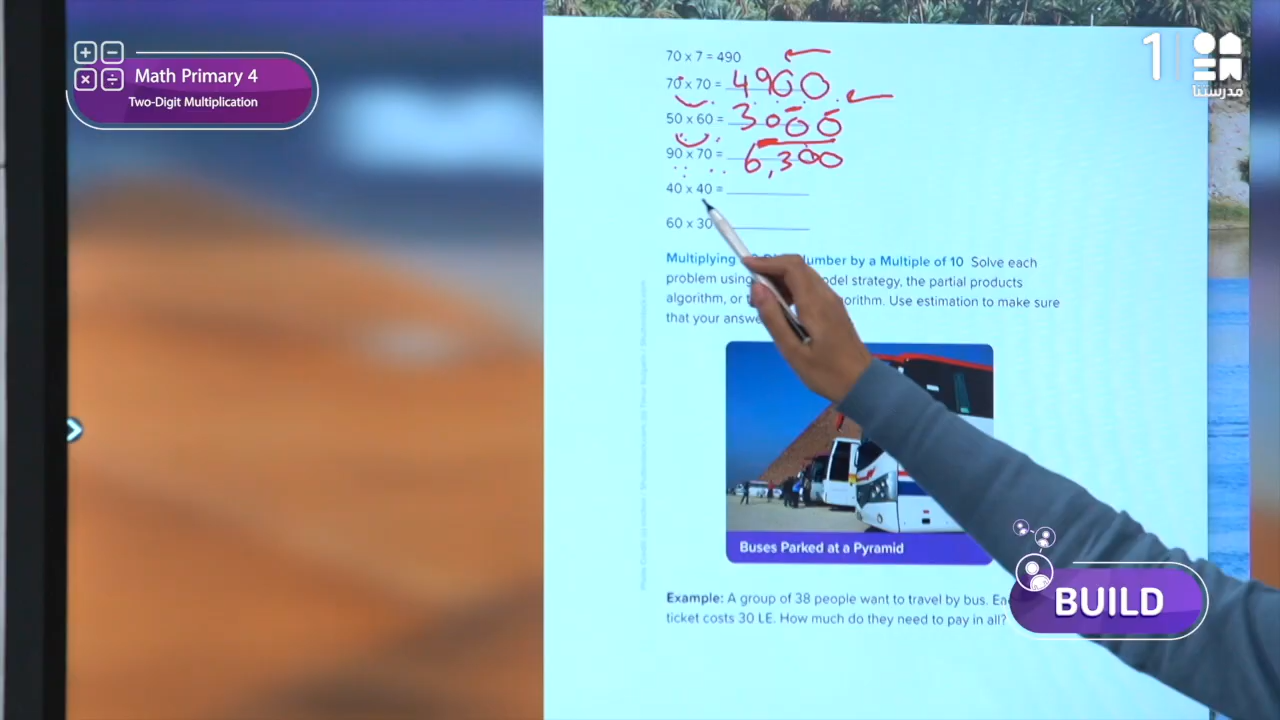 Math Primary 4
Two-Digit Multiplication
1
مدرستنا
70 x 7 = 490
70 x 70 = 4900
50 x 60 = 3000
90 x 70 = 6,300
40 x 40 =
60 x 30
Multiplying Number by a Multiple of 10 Solve each
problem using strategy, the partial products
algorithm, or Use estimation to make sure
that your
Buses Parked at a Pyramid
Example: A group of 38 people want to travel by bus.
ticket costs 30 LE. How much do they need to pay in all?
BUILD